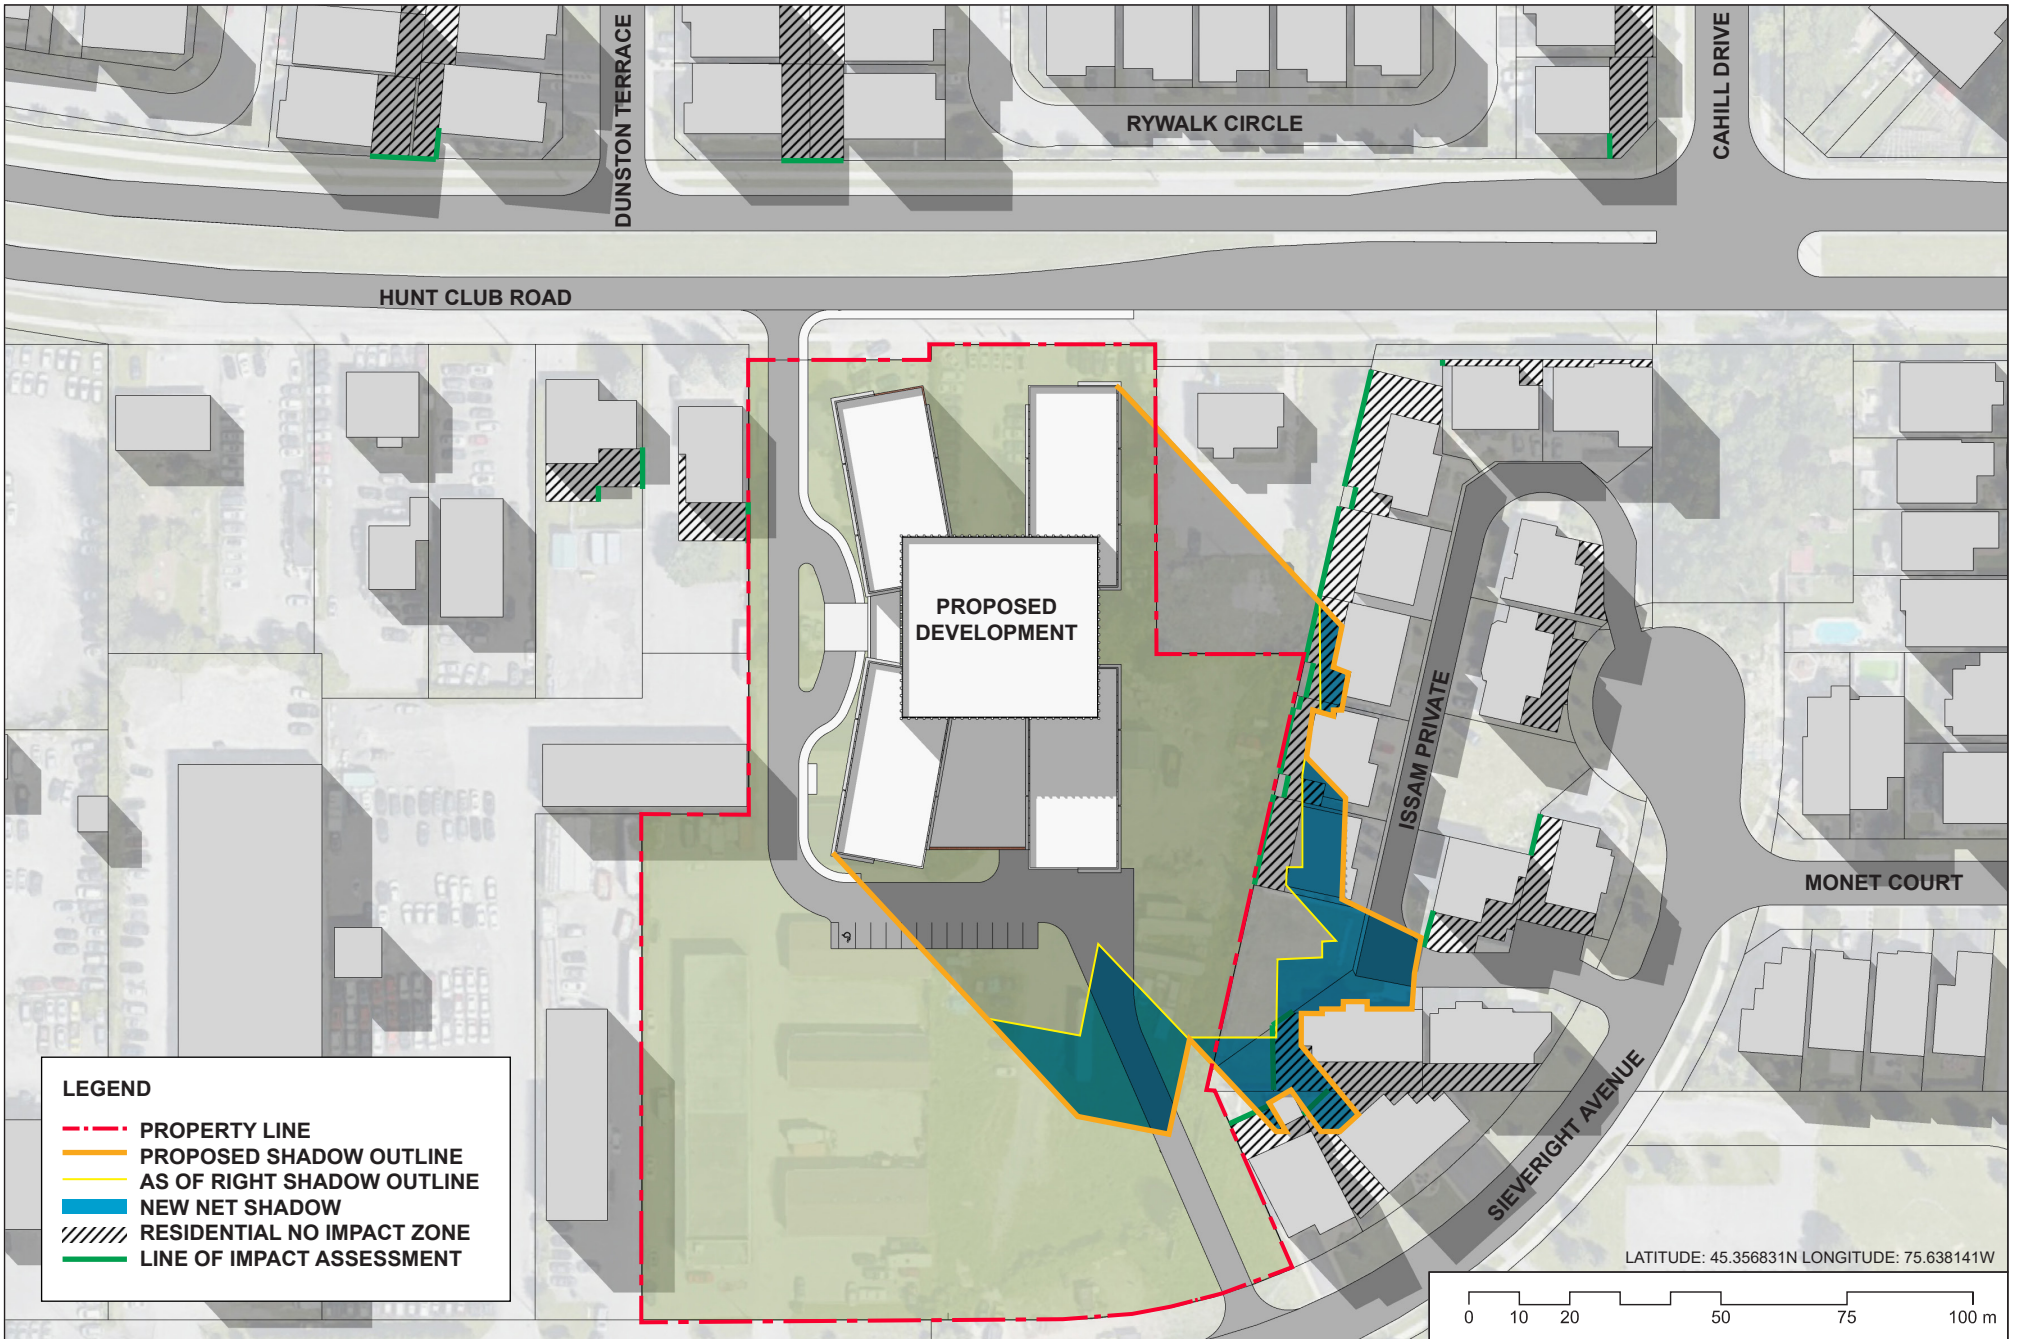 DUNSTON TERRACE
RYWALK CIRCLE
CAHILL DRIVE
HUNT CLUB ROAD
PROPOSED
DEVELOPMENT
ISSAM PRIVATE
MONET COURT
SIEVERIGHT AVENUE
LEGEND
PROPERTY LINE
PROPOSED SHADOW OUTLINE
AS OF RIGHT SHADOW OUTLINE
NEW NET SHADOW
RESIDENTIAL NO IMPACT ZONE
LINE OF IMPACT ASSESSMENT
LATITUDE: 45.356831N LONGITUDE: 75.638141W
0 10 20 50 75 100 m